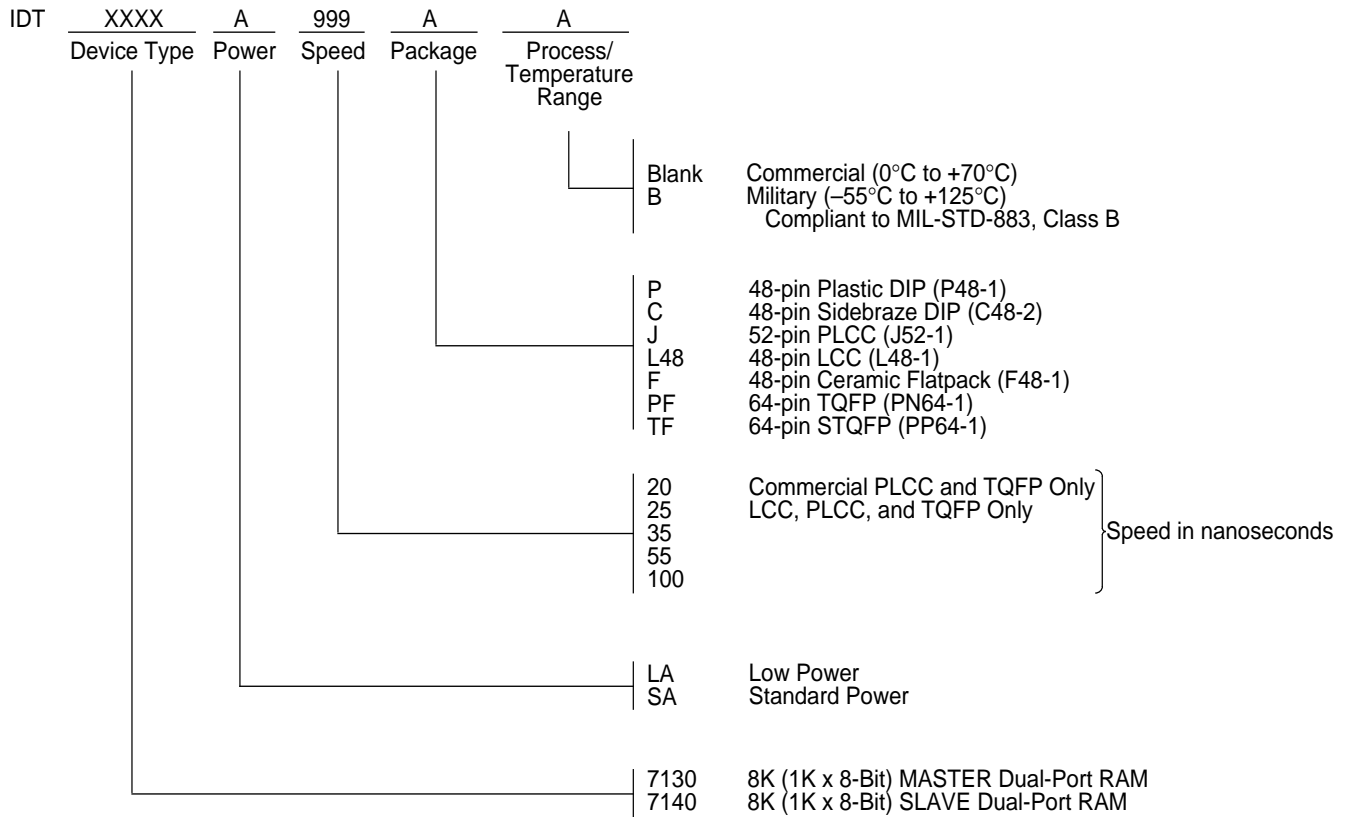 IDT XXXX A 999 A A
Device Type Power Speed Package Process/
Temperature
Range
Blank Commercial (0°C to +70°C)
B Military (–55°C to +125°C)
Compliant to MIL-STD-883, Class B
P 48-pin Plastic DIP (P48-1)
C 48-pin Sidebraze DIP (C48-2)
J 52-pin PLCC (J52-1)
L48 48-pin LCC (L48-1)
F 48-pin Ceramic Flatpack (F48-1)
PF 64-pin TQFP (PN64-1)
TF 64-pin STQFP (PP64-1)
20 Commercial PLCC and TQFP Only
25 LCC, PLCC, and TQFP Only
35 Speed in nanoseconds
55
100
LA Low Power
SA Standard Power
7130 8K (1K x 8-Bit) MASTER Dual-Port RAM
7140 8K (1K x 8-Bit) SLAVE Dual-Port RAM